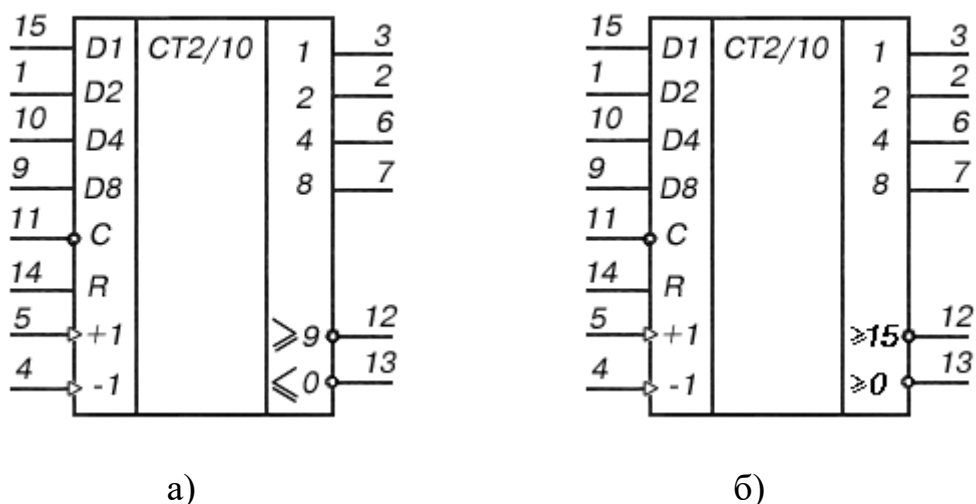 15 D1 CT2/10 1 3
1 D2 2 2
10 D4 4 6
9 D8 8 7
11 C
14 R
5 +1 ⩾9 12
4 -1 ⩽0 13
а)
15 D1 CT2/10 1 3
1 D2 2 2
10 D4 4 6
9 D8 8 7
11 C
14 R
5 +1 ⩾15 12
4 -1 ⩾0 13
б)